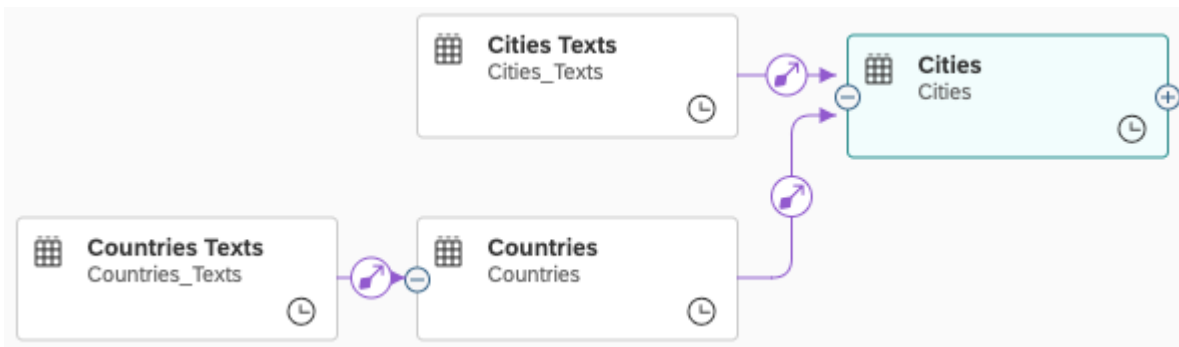 Cities Texts
Cities_Texts
Cities
Cities
Countries Texts
Countries_Texts
Countries
Countries